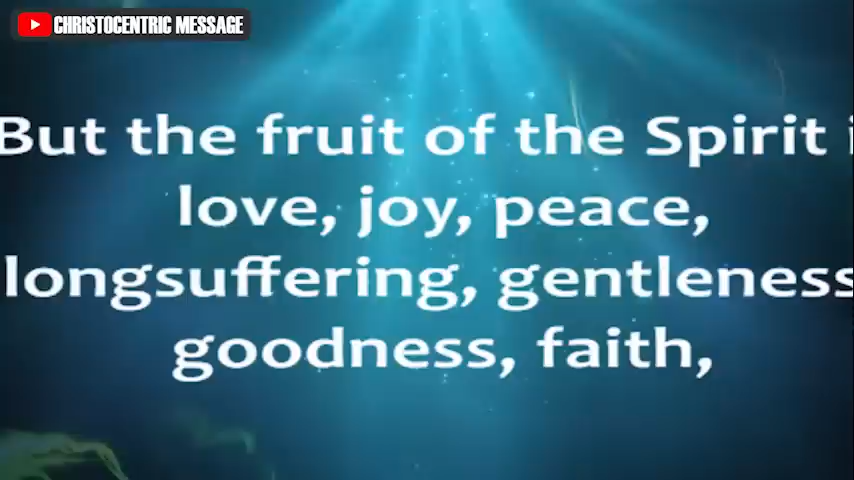 CHRISTOCENTRIC MESSAGE
But the fruit of the Spirit i
love, joy, peace,
longsuffering, gentleness
goodness, faith,